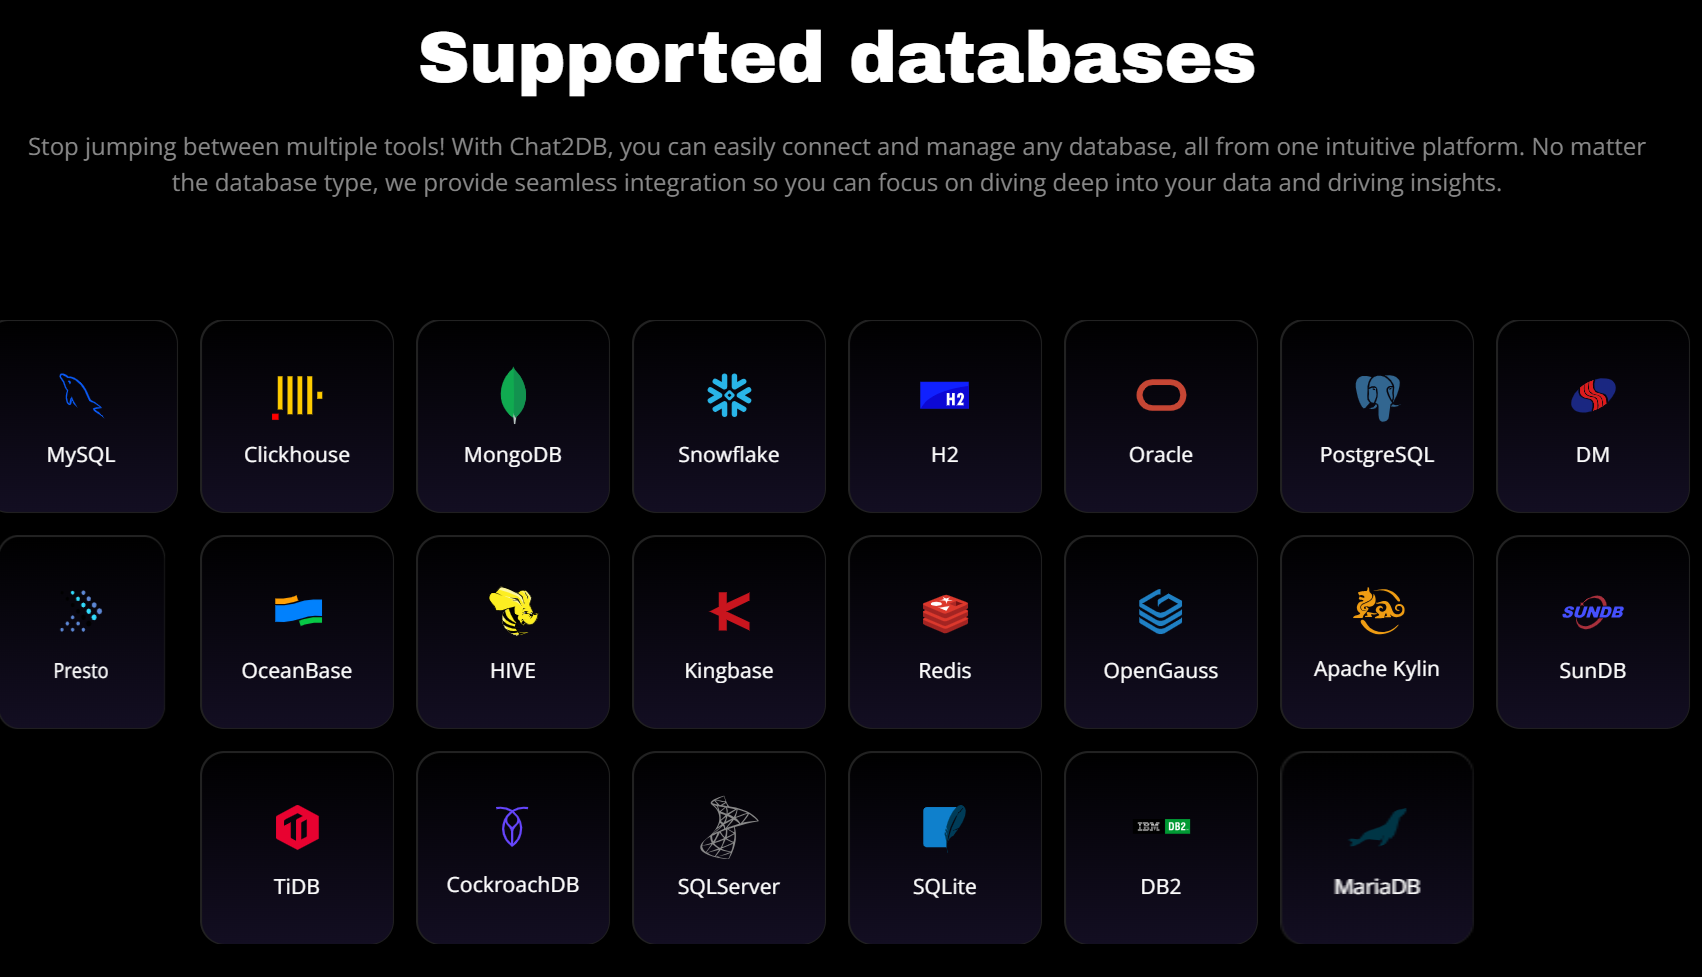 Supported databases
Stop jumping between multiple tools! With Chat2DB, you can easily connect and manage any database, all from one intuitive platform. No matter
the database type, we provide seamless integration so you can focus on diving deep into your data and driving insights.
H2
MySQL
Clickhouse
MongoDB
Snowflake
H2
Oracle
PostgreSQL
DM
SUNDB
Presto
OceanBase
HIVE
Kingbase
Redis
OpenGauss
Apache Kylin
SunDB
IBM DB2
TiDB
CockroachDB
SQLServer
SQLite
DB2
MariaDB